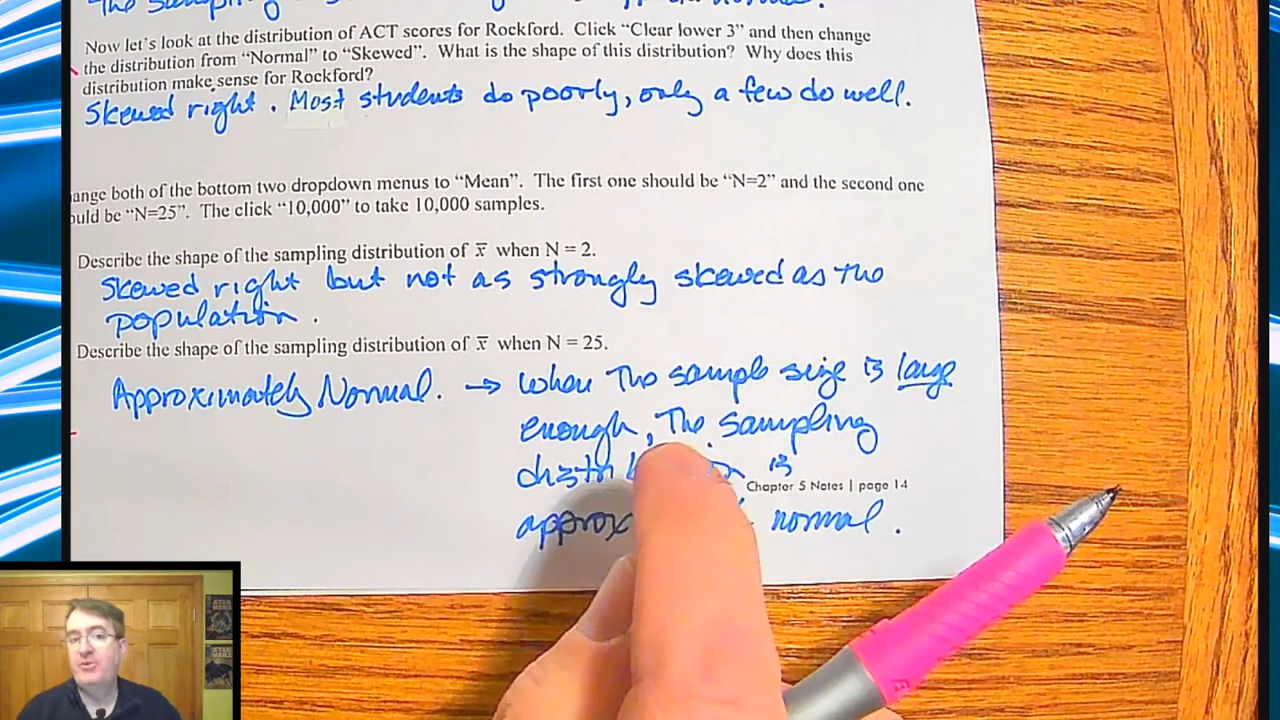 Now let's look at the distribution of ACT scores for Rockford. Click "Clear lower 3" and then change
the distribution from "Normal" to "Skewed". What is the shape of this distribution? Why does this
distribution make sense for Rockford?
Skewed right. Most students do poorly, only a few do well.
ange both of the bottom two dropdown menus to "Mean". The first one should be "N=2" and the second one
ould be "N=25". The click "10,000" to take 10,000 samples.
Describe the shape of the sampling distribution of x̅ when N = 2.
Skewed right but not as strongly skewed as the
population.
Describe the shape of the sampling distribution of x̅ when N = 25.
Approximately Normal. → when the sample size is large
enough, the sampling
is
Chapter 5 Notes | page 14
approx normal.
STAR WARS
STAR WARS